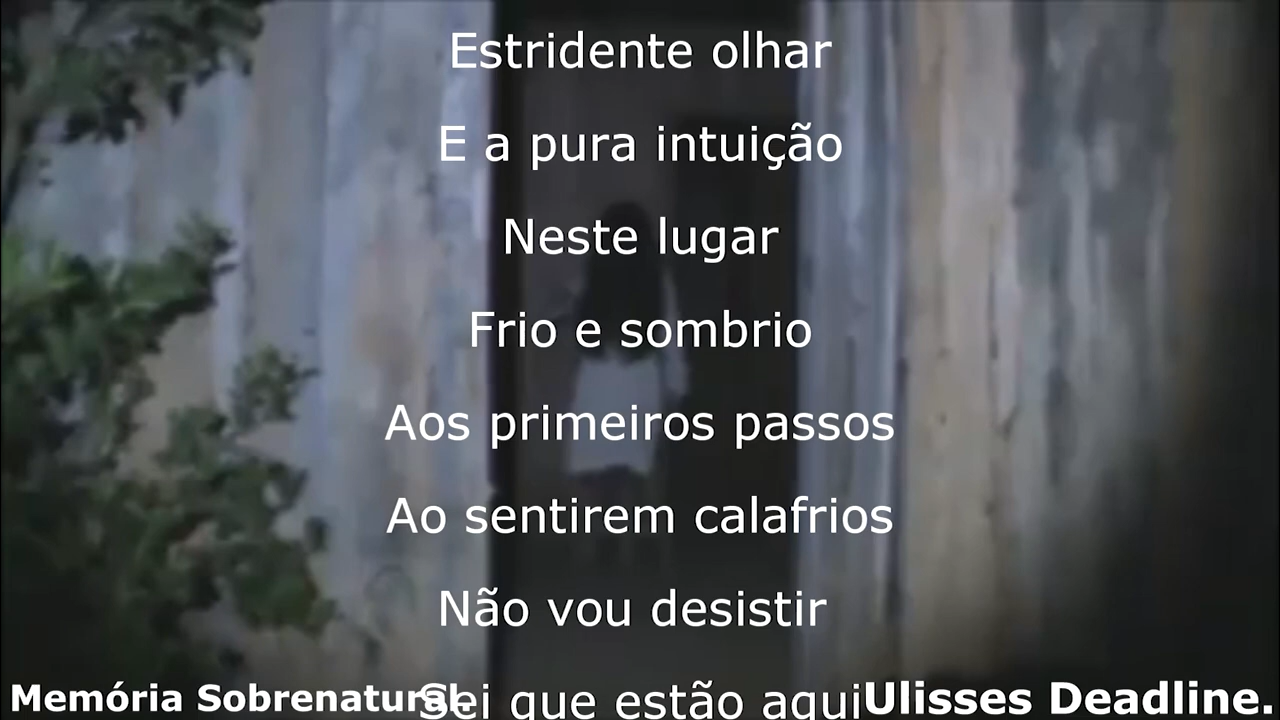 Estridente olhar
E a pura intuição
Neste lugar
Frio e sombrio
Aos primeiros passos
Ao sentirem calafrios
Não vou desistir
Sei que estão aqui
Memória Sobrenatural.
Ulisses Deadline.